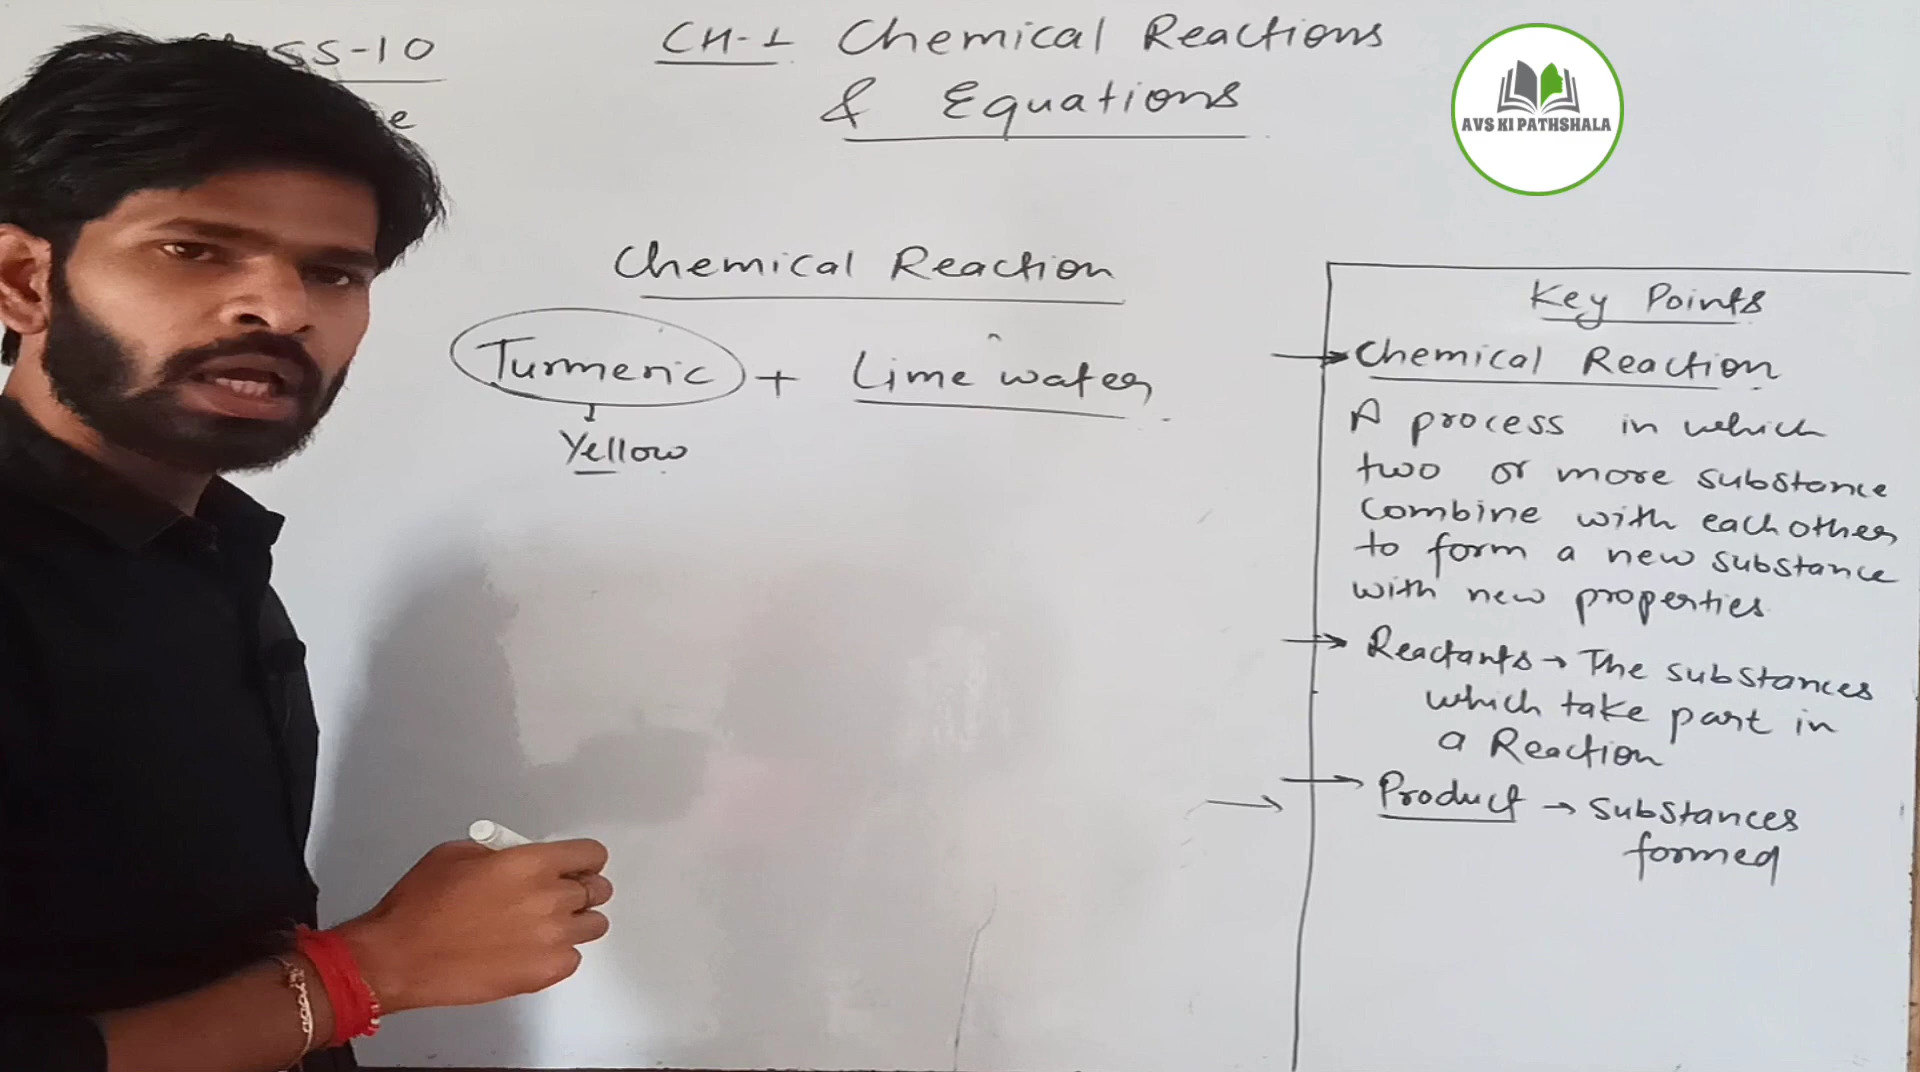 ss-10
CH-1 Chemical Reactions
& Equations
AVS KI PATHSHALA
Chemical Reaction
Turmeric + Lime water
Yellow
Key Points
Chemical Reaction
A process in which
two or more substance
combine with each other
to form a new substance
with new properties
Reactants → The substances
which take part in
a Reaction
Product → Substances
formed